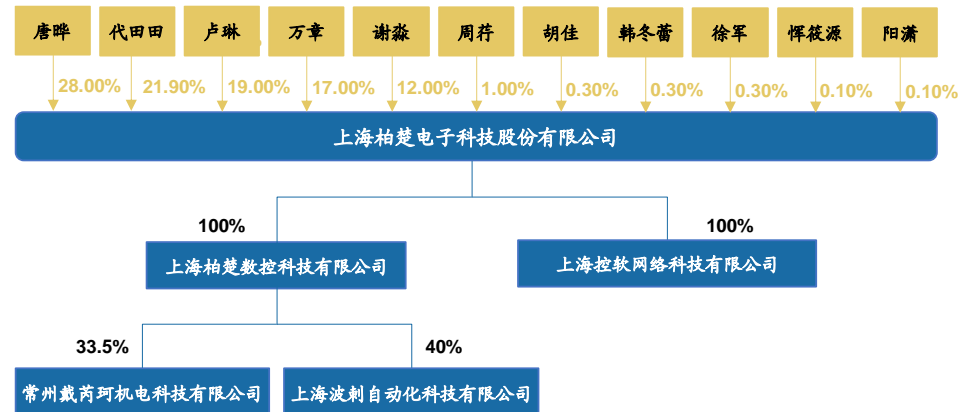 唐晔 代田田 卢琳 万章 谢淼 周荇 胡佳 韩冬蕾 徐军 恽筱源 阳潇
28.00% 21.90% 19.00% 17.00% 12.00% 1.00% 0.30% 0.30% 0.30% 0.10% 0.10%
上海柏楚电子科技股份有限公司
100% 100%
上海柏楚数控科技有限公司 上海控软网络科技有限公司
33.5% 40%
常州戴芮珂机电科技有限公司 上海波刺自动化科技有限公司